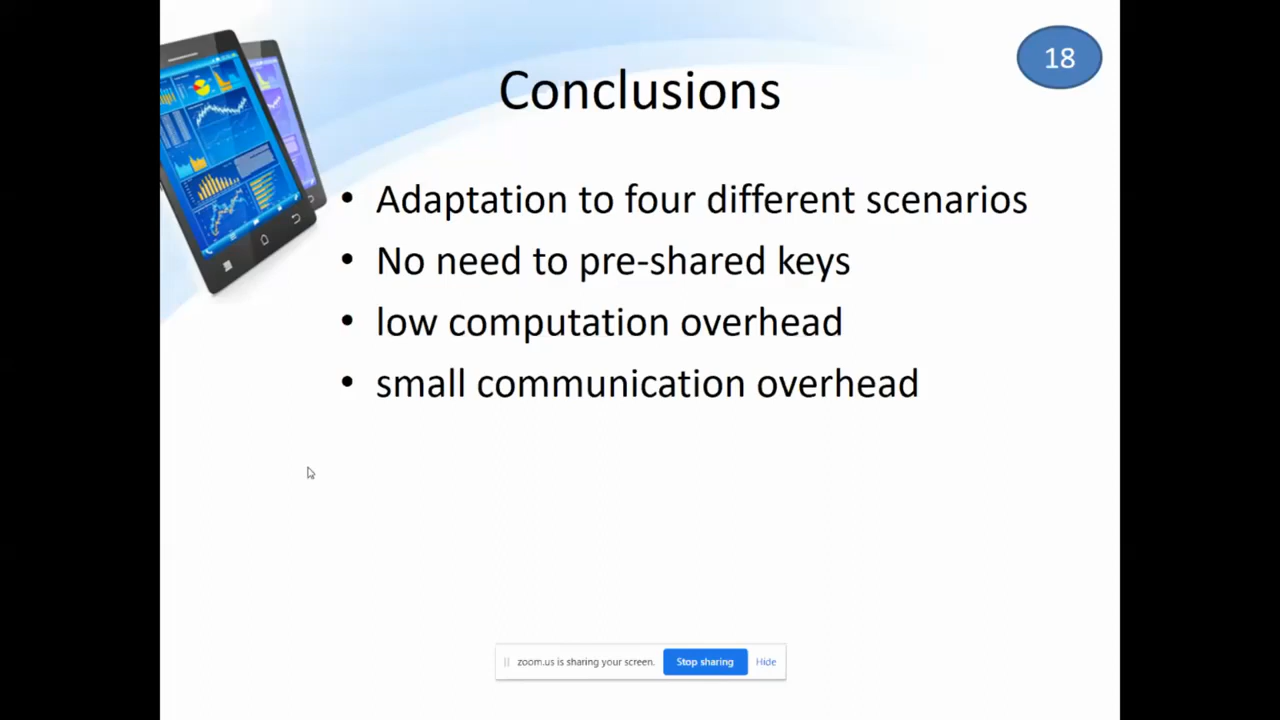 18
Conclusions
• Adaptation to four different scenarios
• No need to pre-shared keys
• low computation overhead
• small communication overhead
zoom.us is sharing your screen. Stop sharing Hide